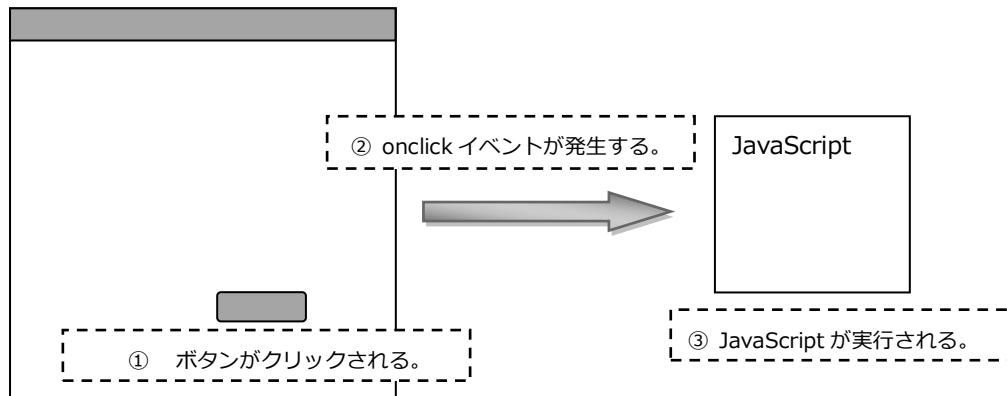 ② onclick イベントが発生する。
JavaScript
① ボタンがクリックされる。
③ JavaScript が実行される。